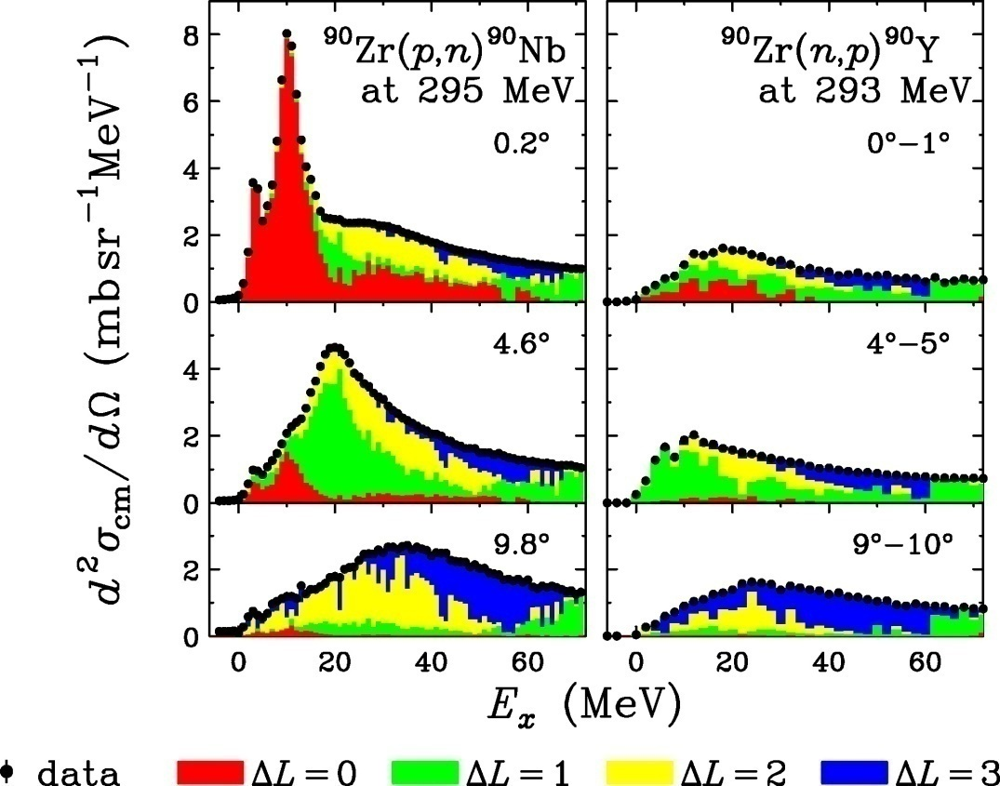 ⁹⁰Zr(p,n)⁹⁰Nb
at 295 MeV
0.2°
⁹⁰Zr(n,p)⁹⁰Y
at 293 MeV
0°−1°
8
6
4
2
0
4.6°
4°−5°
4
2
0
9.8°
9°−10°
2
0
0 20 40 60
0 20 40 60
d²σcm/dΩ (mb sr⁻¹MeV⁻¹)
Eₓ (MeV)
data ΔL=0 ΔL=1 ΔL=2 ΔL=3